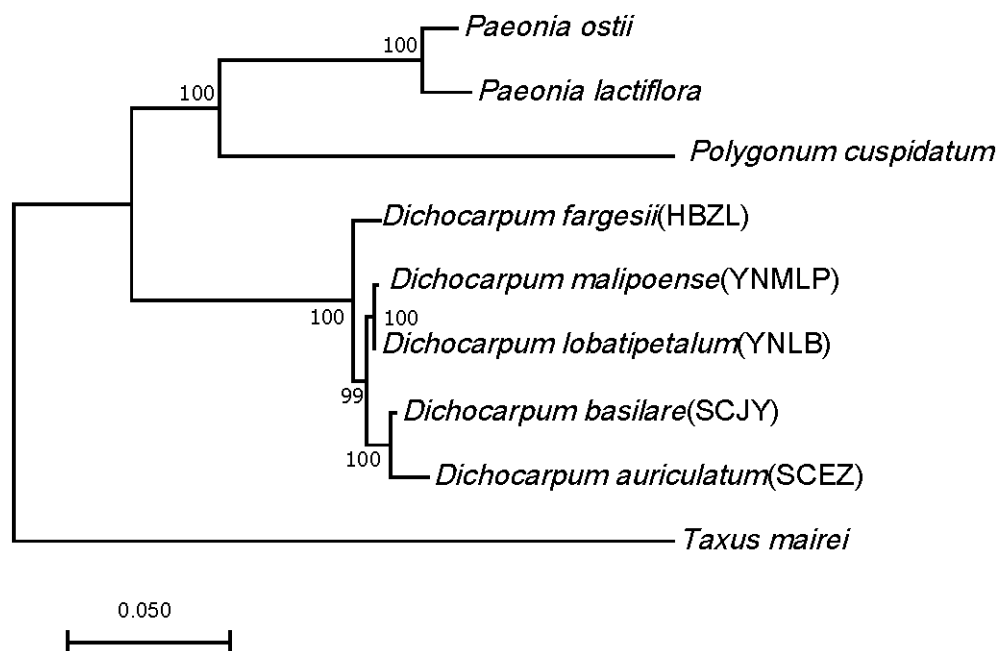 Paeonia ostii
100
Paeonia lactiflora
100
Polygonum cuspidatum
Dichocarpum fargesii(HBZL)
Dichocarpum malipoense(YNMLP)
100
100
Dichocarpum lobatipetalum(YNLB)
99
Dichocarpum basilare(SCJY)
100
Dichocarpum auriculatum(SCEZ)
Taxus mairei
0.050